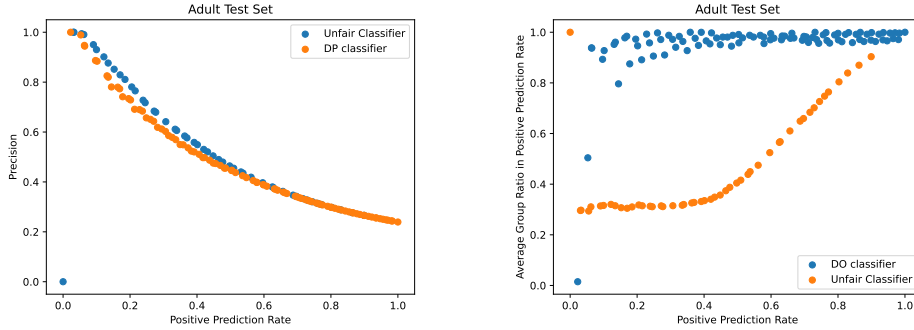 Adult Test Set
1.0
0.8
0.6
0.4
0.2
0.0
Precision
Unfair Classifier
DP classifier
0.0 0.2 0.4 0.6 0.8 1.0
Positive Prediction Rate
Adult Test Set
1.0
0.8
0.6
0.4
0.2
0.0
Average Group Ratio in Positive Prediction Rate
DO classifier
Unfair Classifier
0.0 0.2 0.4 0.6 0.8 1.0
Positive Prediction Rate